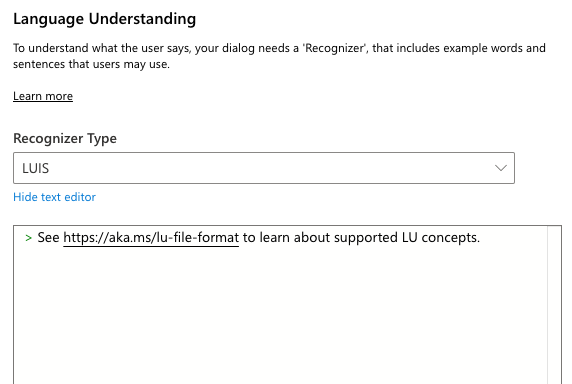 Language Understanding
To understand what the user says, your dialog needs a 'Recognizer', that includes example words and
sentences that users may use.
Learn more
Recognizer Type
LUIS
Hide text editor
> See https://aka.ms/lu-file-format to learn about supported LU concepts.